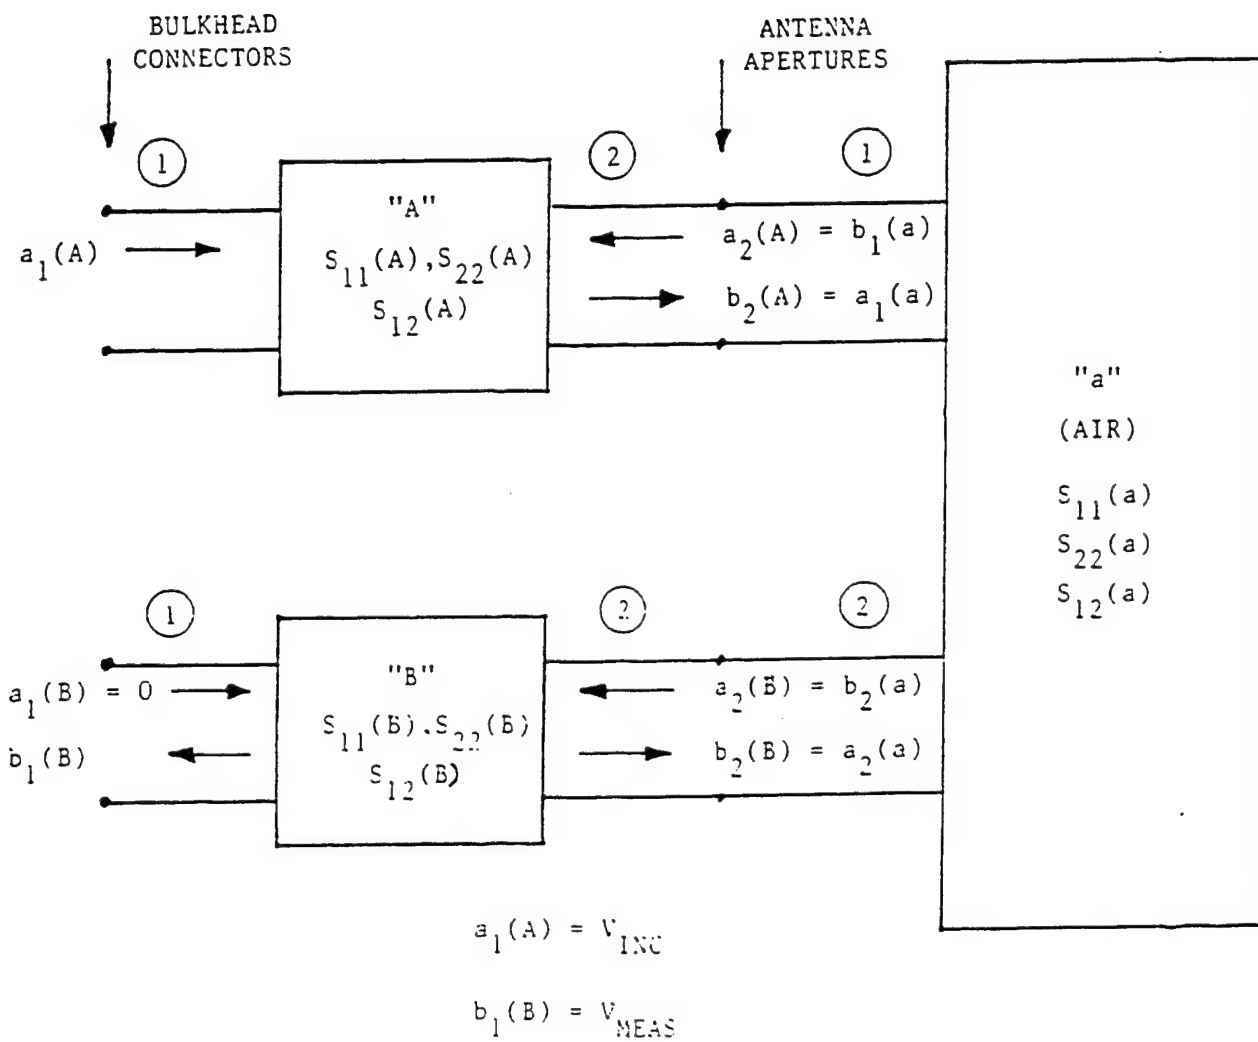 BULKHEAD
CONNECTORS
ANTENNA
APERTURES
1
2
1
"A"
S11(A),S22(A)
S12(A)
a1(A)
a2(A) = b1(a)
b2(A) = a1(a)
"a"
(AIR)
S11(a)
S22(a)
S12(a)
1
2
2
"B"
S11(B).S22(B)
S12(B)
a1(B) = 0
b1(B)
a2(B) = b2(a)
b2(B) = a2(a)
a1(A) = VINC
b1(B) = VMEAS